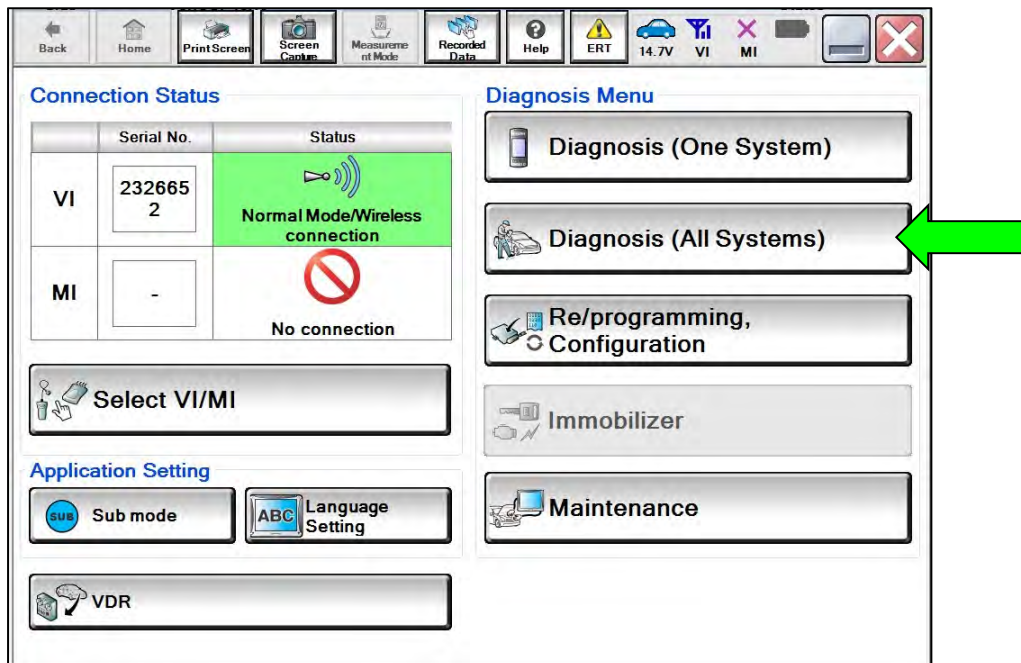 Back
Home
Print Screen
Screen
Capture
Measureme
nt Mode
Recorded
Data
Help
ERT
14.7V
VI
MI
Connection Status
Serial No.
Status
VI
232665
2
Normal Mode/Wireless
connection
MI
-
No connection
Select VI/MI
Application Setting
SUB
Sub mode
ABC
Language
Setting
VDR
Diagnosis Menu
Diagnosis (One System)
Diagnosis (All Systems)
Re/programming,
Configuration
Immobilizer
Maintenance